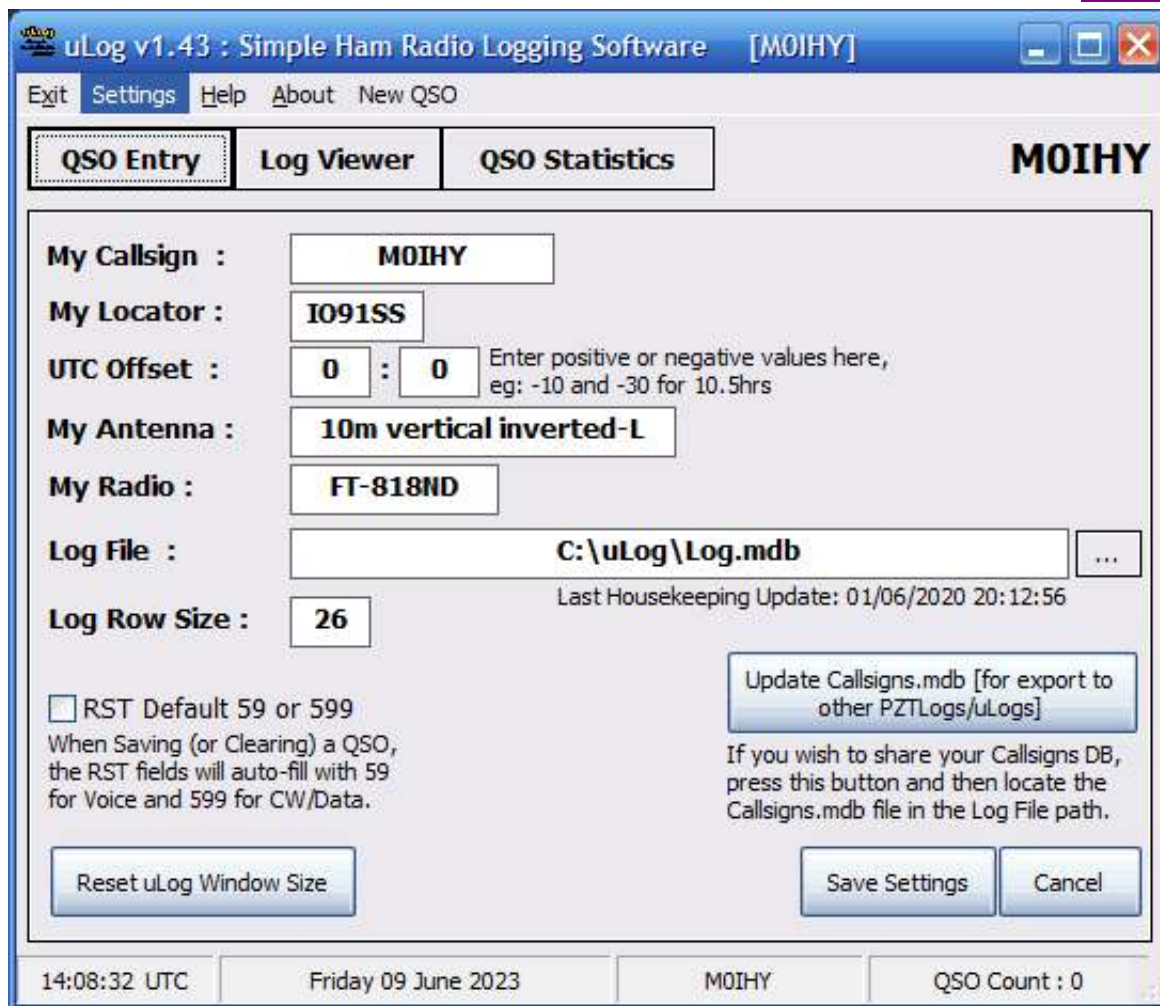 uLog v1.43 : Simple Ham Radio Logging Software [M0IHY]
Exit Settings Help About New QSO
QSO Entry Log Viewer QSO Statistics M0IHY
My Callsign : M0IHY
My Locator : IO91SS
UTC Offset : 0 : 0 Enter positive or negative values here,
eg: -10 and -30 for 10.5hrs
My Antenna : 10m vertical inverted-L
My Radio : FT-818ND
Log File : C:\uLog\Log.mdb ...
Last Housekeeping Update: 01/06/2020 20:12:56
Log Row Size : 26
RST Default 59 or 599
When Saving (or Clearing) a QSO,
the RST fields will auto-fill with 59
for Voice and 599 for CW/Data.
Update Callsigns.mdb [for export to
other PZTLogs/uLogs]
If you wish to share your Callsigns DB,
press this button and then locate the
Callsigns.mdb file in the Log File path.
Reset uLog Window Size Save Settings Cancel
14:08:32 UTC Friday 09 June 2023 M0IHY QSO Count : 0